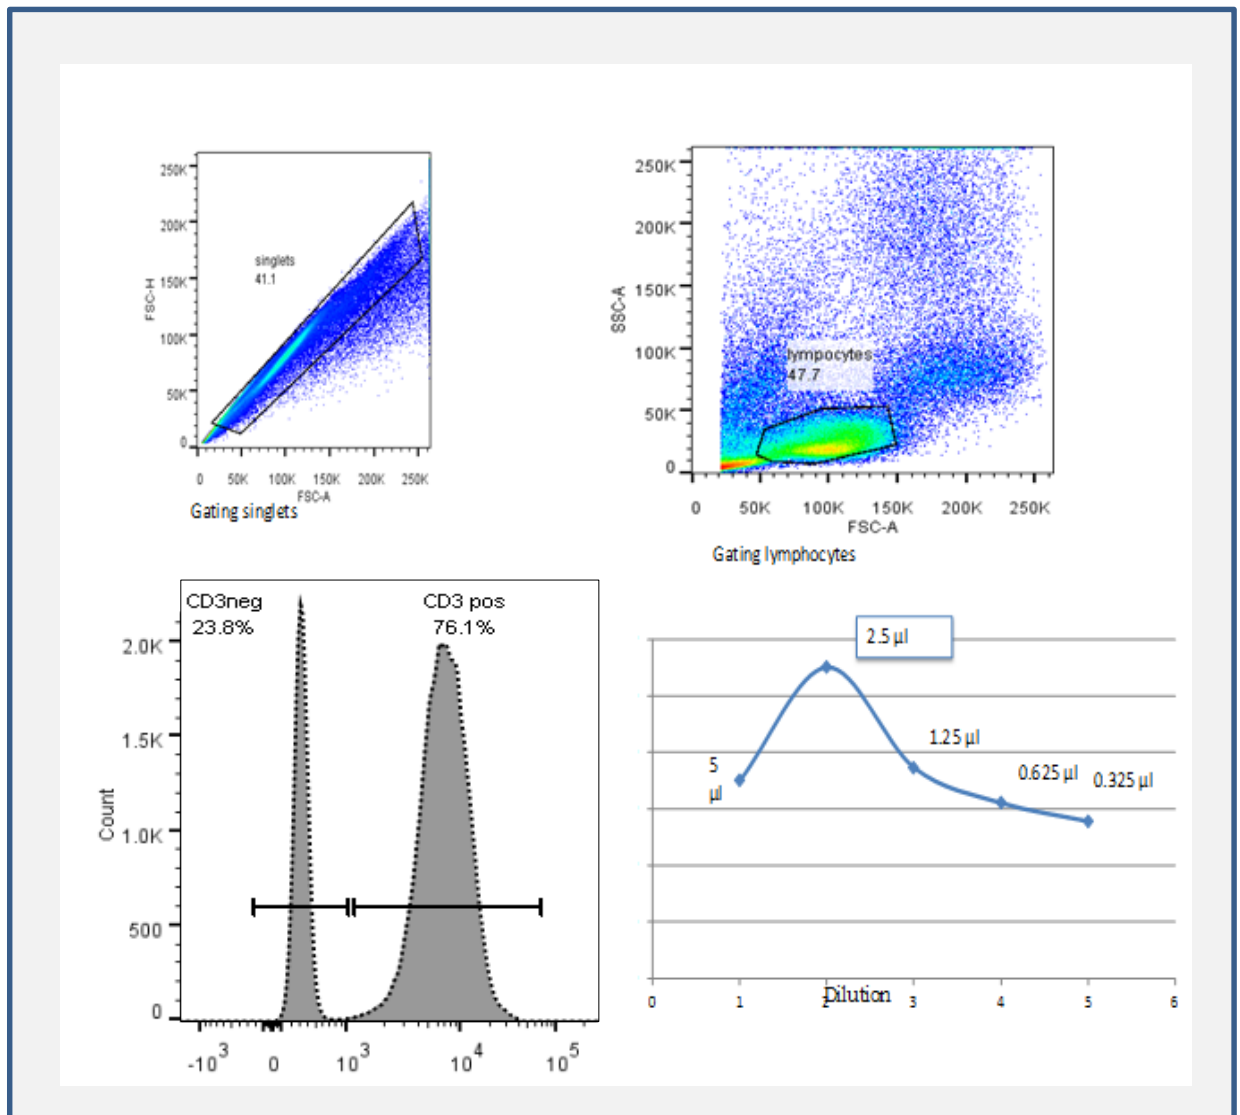 250K
200K
150K
100K
50K
0
FSC-H
singlets
41.1
0 50K 100K 150K 200K 250K
FSC-A
Gating singlets
250K
200K
150K
100K
50K
0
SSC-A
lympocytes
47.7
0 50K 100K 150K 200K 250K
FSC-A
Gating lymphocytes
CD3neg
23.8%
CD3 pos
76.1%
2.0K
1.5K
1.0K
500
0
Count
-10³ 0 10³ 10⁴ 10⁵
2.5 µl
5
µl
1.25 µl
0.625 µl
0.325 µl
0 1 2 3 4 5 6
Dilution